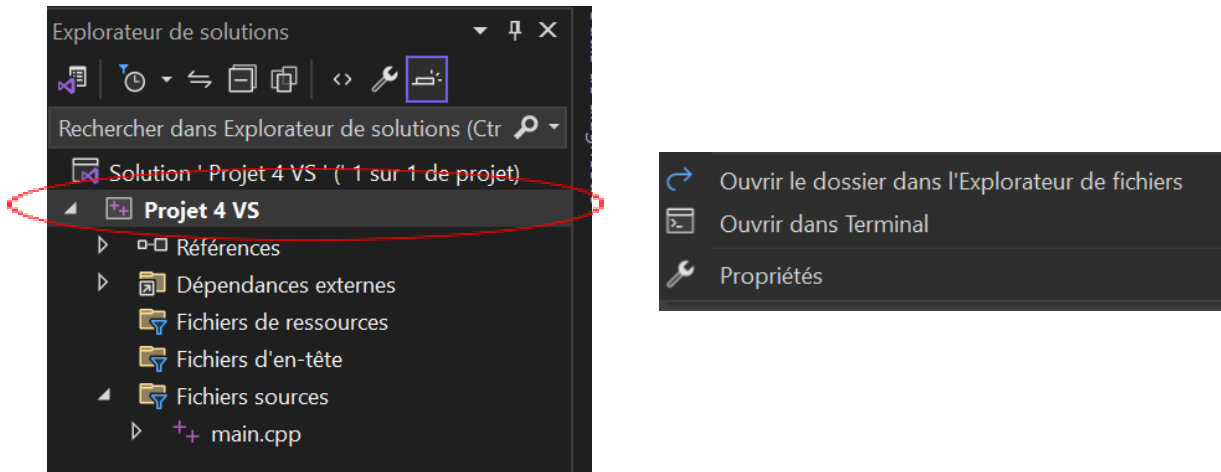 Explorateur de solutions
Rechercher dans Explorateur de solutions (Ctr
Solution ' Projet 4 VS ' (' 1 sur 1 de projet)
Projet 4 VS
Références
Dépendances externes
Fichiers de ressources
Fichiers d'en-tête
Fichiers sources
main.cpp
Ouvrir le dossier dans l'Explorateur de fichiers
Ouvrir dans Terminal
Propriétés